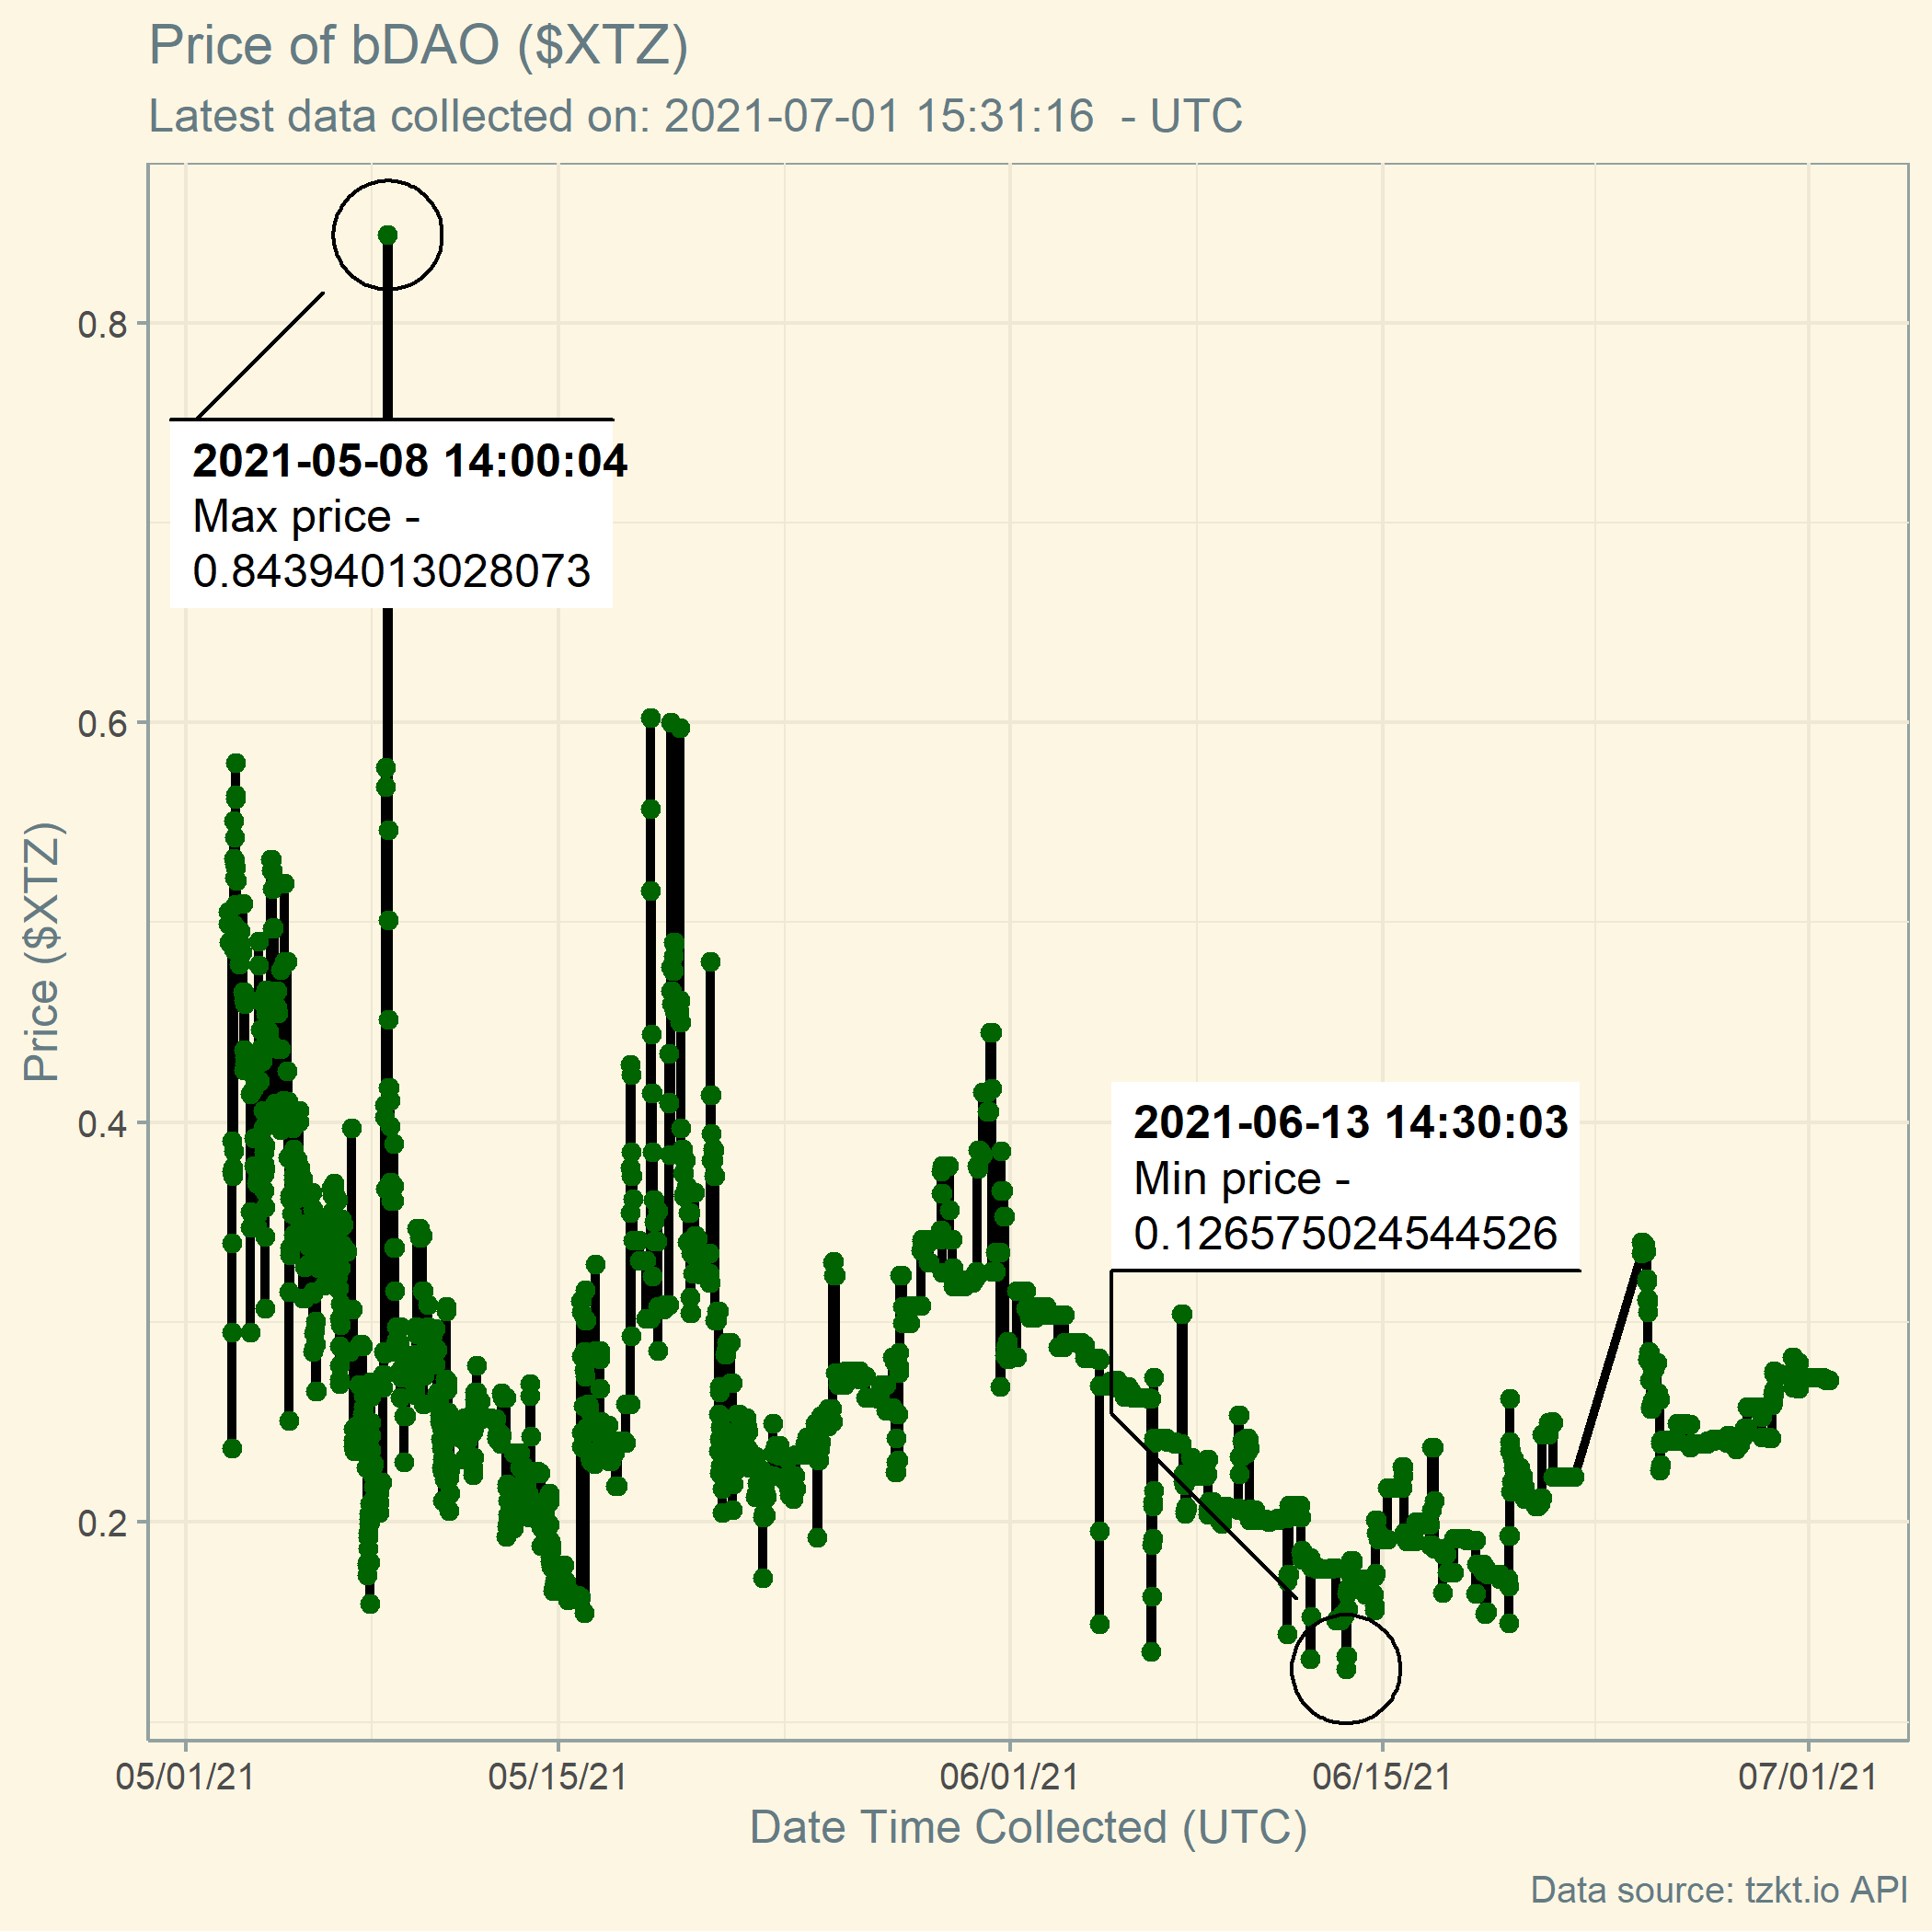 Price of bDAO ($XTZ)
Latest data collected on: 2021-07-01 15:31:16  - UTC
2021-05-08 14:00:04
Max price -
0.84394013028073
2021-06-13 14:30:03
Min price -
0.126575024544526
Price ($XTZ)
0.8
0.6
0.4
0.2
05/01/21 05/15/21 06/01/21 06/15/21 07/01/21
Date Time Collected (UTC)
Data source: tzkt.io API